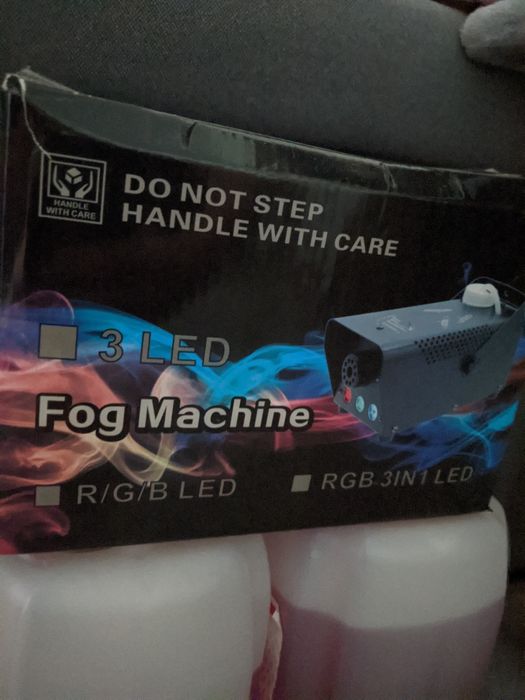 HANDLE
WITH CARE
DO NOT STEP
HANDLE WITH CARE
3 LED
Fog Machine
R/G/B LED
RGB 3IN1 LED